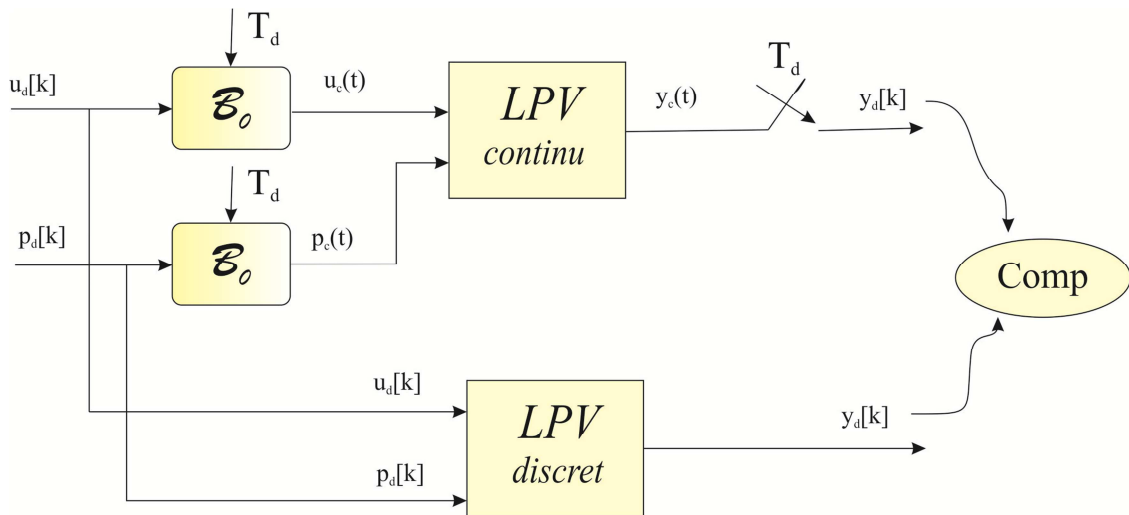 T_d
u_d[k]
ℬ_0
u_c(t)
LPV
continu
y_c(t)
T_d
y_d[k]
T_d
p_d[k]
ℬ_0
p_c(t)
Comp
u_d[k]
LPV
discret
y_d[k]
p_d[k]